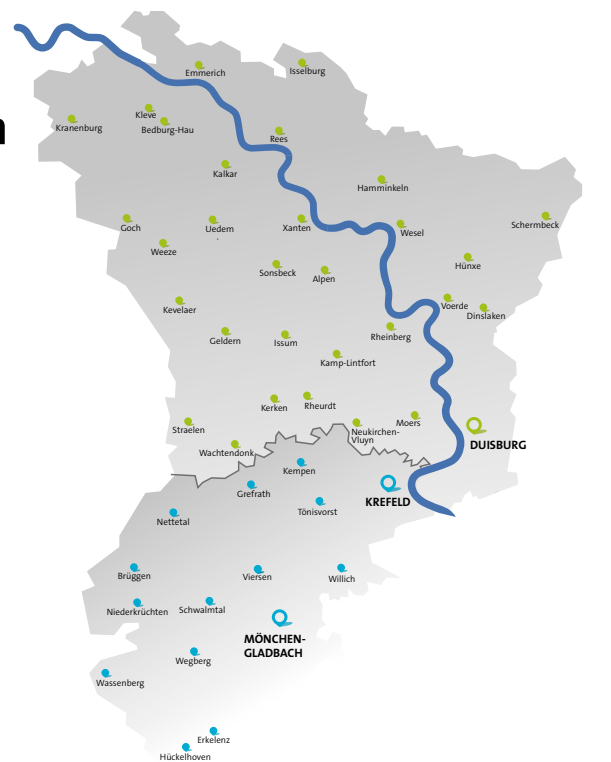 n
Emmerich
Isselburg
Kleve
Bedburg-Hau
Kranenburg
Rees
Kalkar
Hamminkeln
Goch
Uedem
Xanten
Wesel
Schermbeck
Weeze
Sonsbeck
Alpen
Hünxe
Kevelaer
Voerde
Dinslaken
Geldern
Issum
Rheinberg
Kamp-Lintfort
Kerken
Rheurdt
Straelen
Moers
Neukirchen-
Vluyn
DUISBURG
Wachtendonk
Kempen
Grefrath
KREFELD
Tönisvorst
Nettetal
Brüggen
Viersen
Willich
Niederkrüchten
Schwalmtal
MÖNCHEN-
GLADBACH
Wegberg
Wassenberg
Erkelenz
Hückelhoven